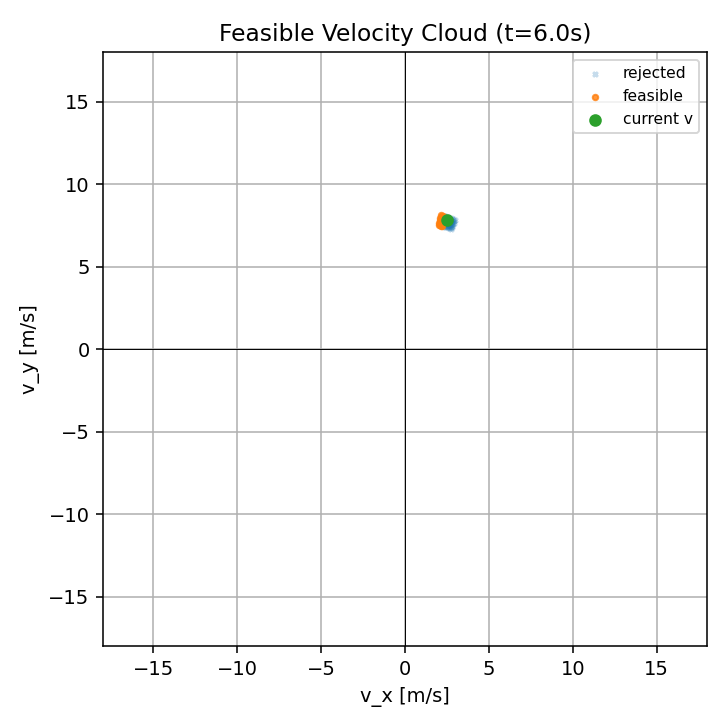 Feasible Velocity Cloud (t=6.0s)
rejected
feasible
current v
15
10
5
0
−5
−10
−15
v_y [m/s]
−15
−10
−5
0
5
10
15
v_x [m/s]